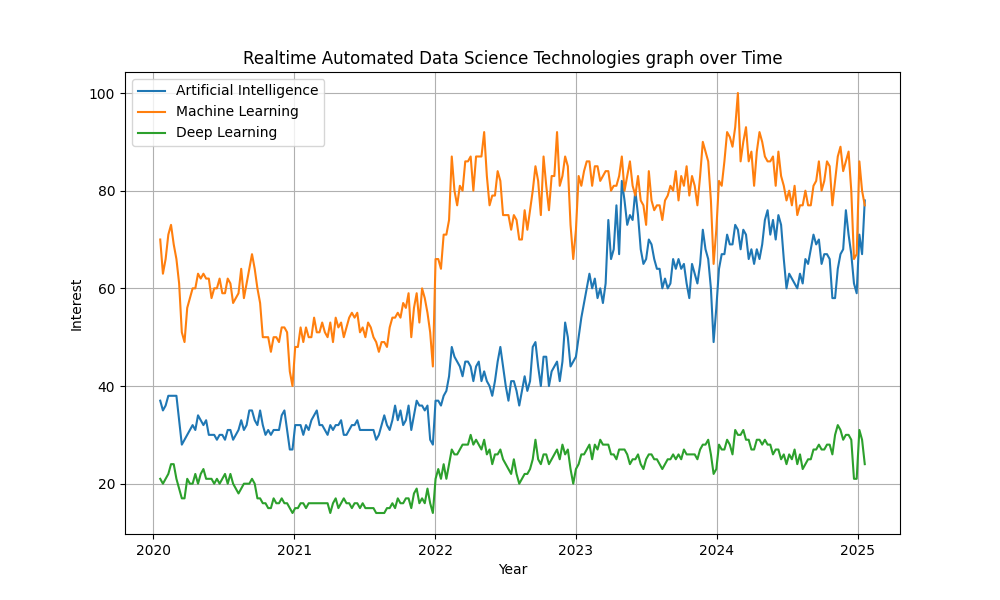 Realtime Automated Data Science Technologies graph over Time
Artificial Intelligence
Machine Learning
Deep Learning
100
80
60
40
20
Interest
2020 2021 2022 2023 2024 2025
Year